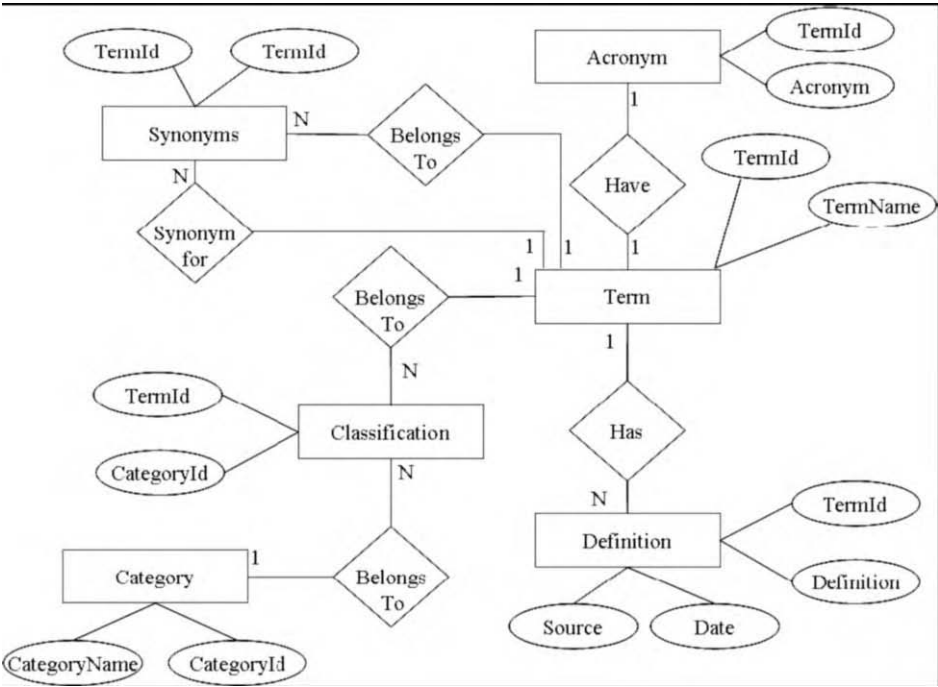 TermId
TermId
Synonyms
N
Belongs
To
N
Synonym
for
1
1
Acronym
TermId
Acronym
1
Have
1
TermId
TermName
Term
1
Belongs
To
N
TermId
CategoryId
Classification
N
Belongs
To
1
Category
CategoryName
CategoryId
1
Has
N
Definition
TermId
Definition
Source
Date